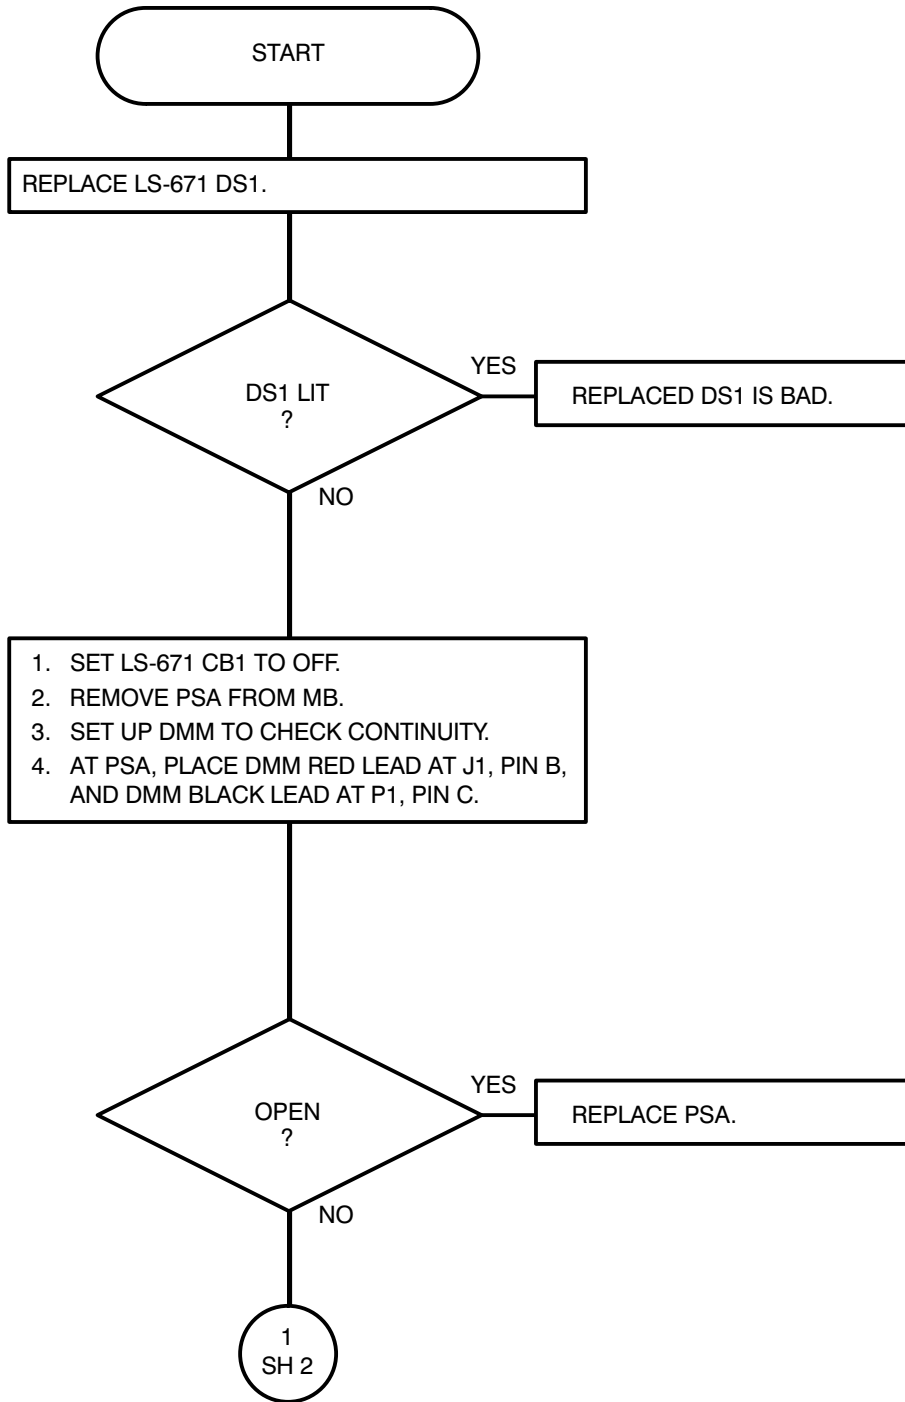 START
REPLACE LS-671 DS1.
DS1 LIT
?
YES
REPLACED DS1 IS BAD.
NO
1. SET LS-671 CB1 TO OFF.
2. REMOVE PSA FROM MB.
3. SET UP DMM TO CHECK CONTINUITY.
4. AT PSA, PLACE DMM RED LEAD AT J1, PIN B,
AND DMM BLACK LEAD AT P1, PIN C.
OPEN
?
YES
REPLACE PSA.
NO
1
SH 2